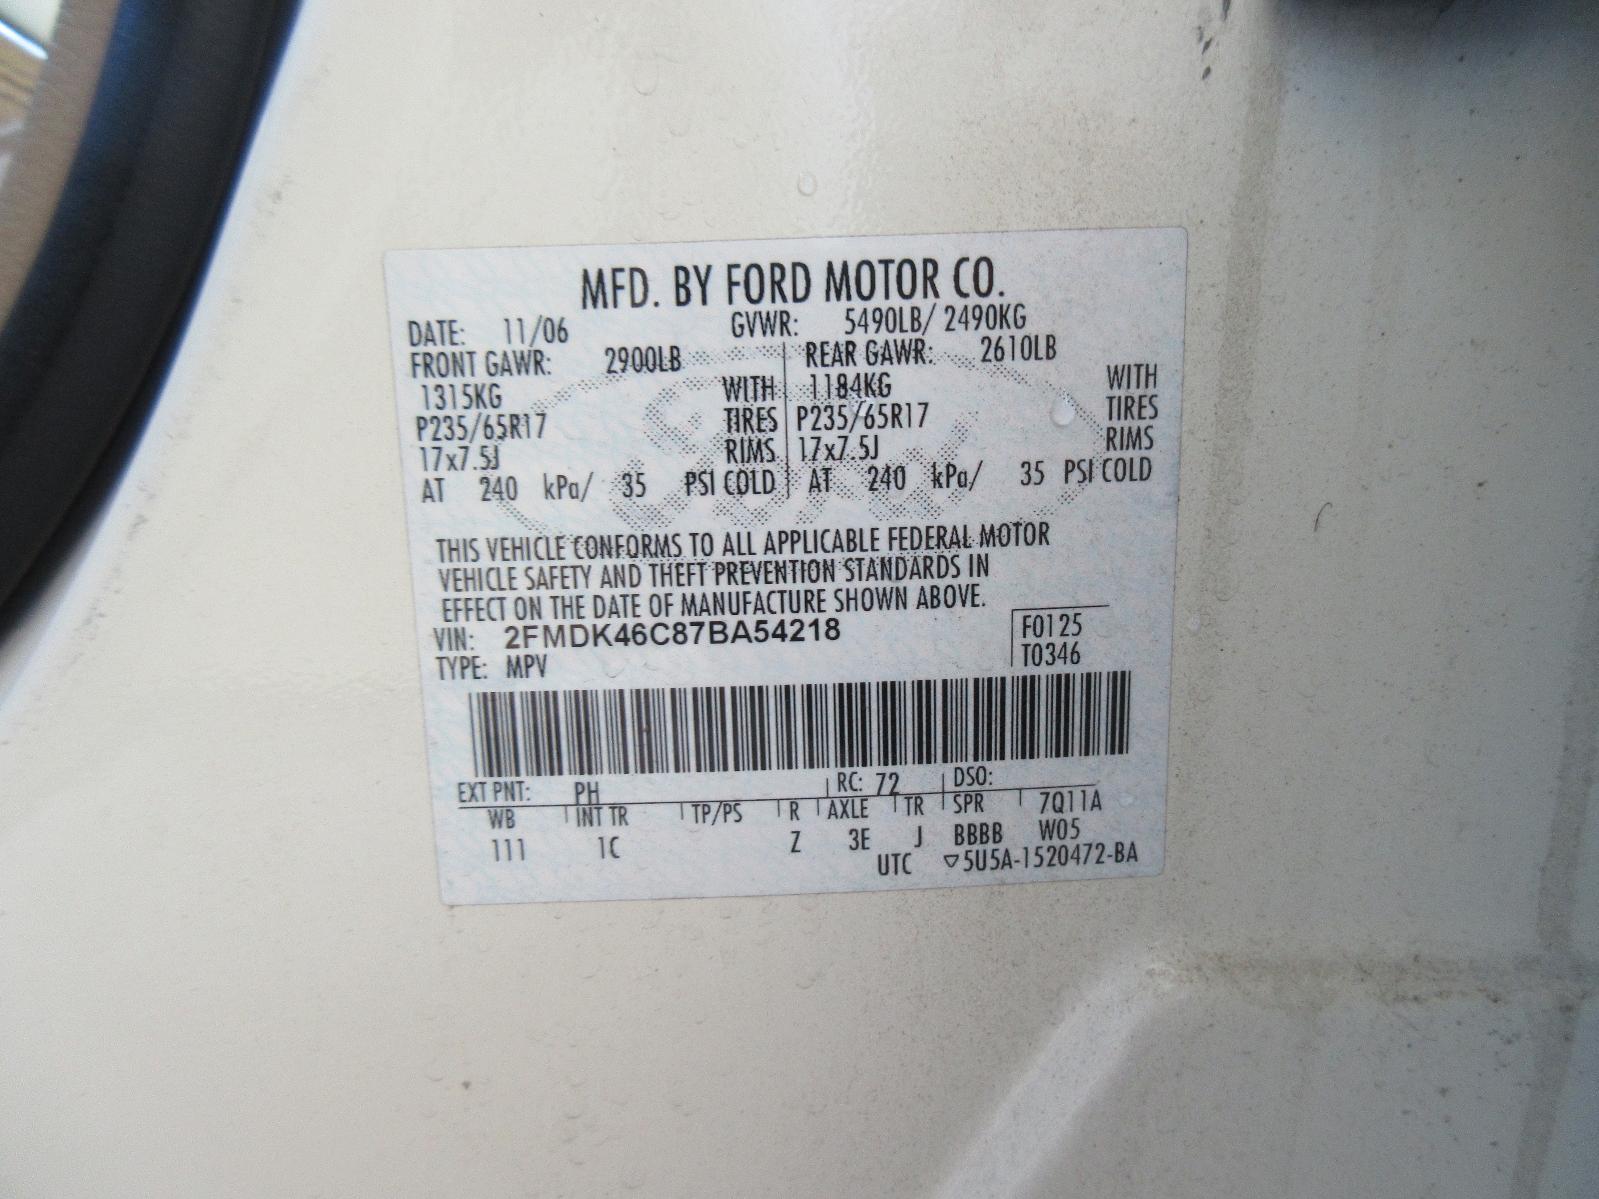 MFD. BY FORD MOTOR CO.
DATE: 11/06 GVWR: 5490LB/ 2490KG
FRONT GAWR: 2900LB REAR GAWR: 2610LB
1315KG WITH 1184KG WITH
P235/65R17 TIRES P235/65R17 TIRES
17x7.5J RIMS 17x7.5J RIMS
AT 240 kPa/ 35 PSI COLD AT 240 kPa/ 35 PSI COLD
THIS VEHICLE CONFORMS TO ALL APPLICABLE FEDERAL MOTOR
VEHICLE SAFETY AND THEFT PREVENTION STANDARDS IN
EFFECT ON THE DATE OF MANUFACTURE SHOWN ABOVE.
VIN: 2FMDK46C87BA54218 F0125
TYPE: MPV T0346
EXT PNT: PH RC: 72 DSO:
WB INT TR TP/PS R AXLE TR SPR 7Q11A
111 1C Z 3E J BBBB W05
UTC ▽5U5A-1520472-BA